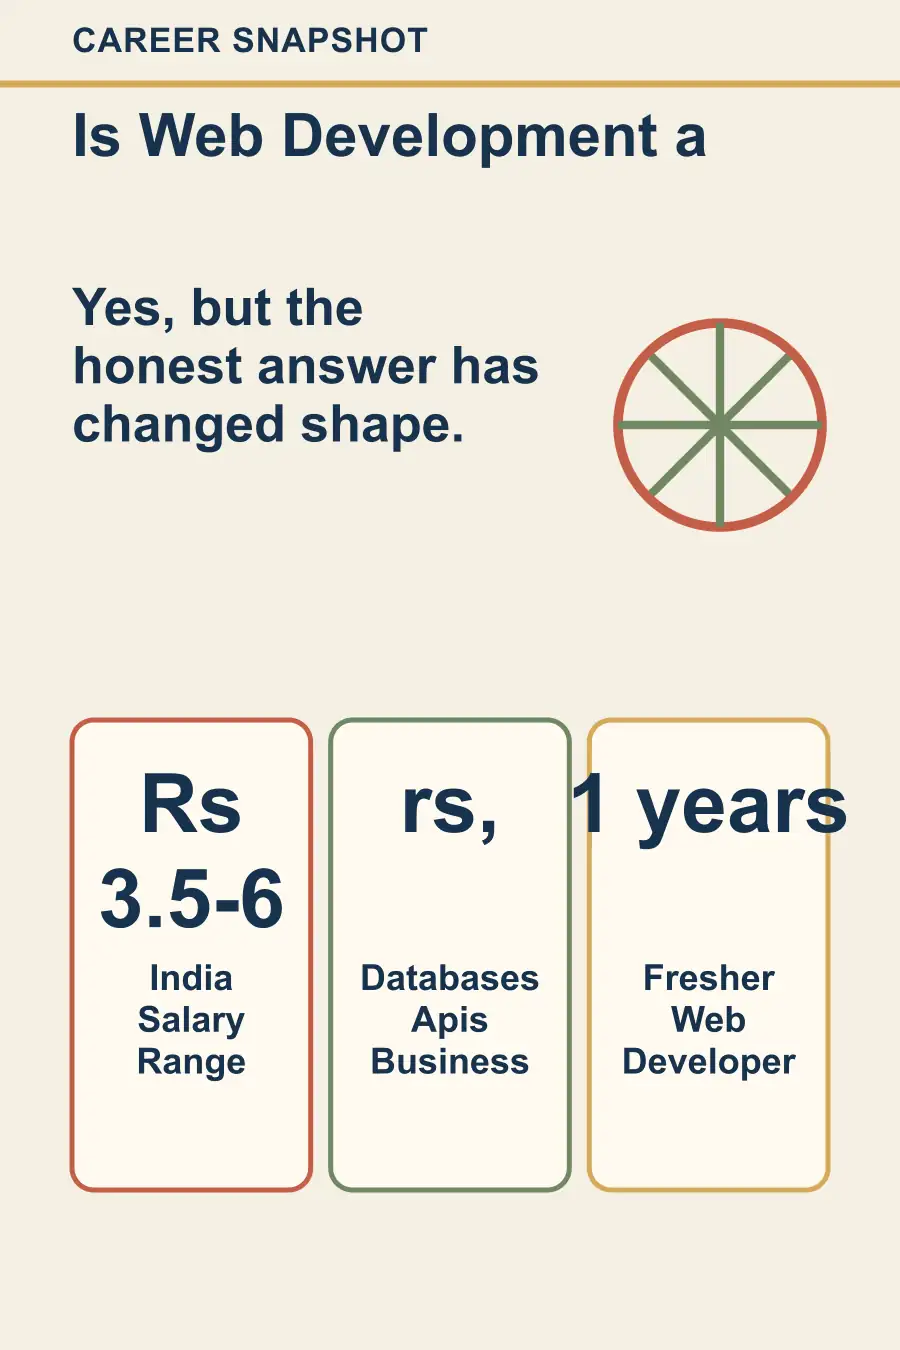 CAREER SNAPSHOT
Is Web Development a
Yes, but the
honest answer has
changed shape.
Rs
3.5-6
India
Salary
Range
rs,
Databases
Apis
Business
1 years
Fresher
Web
Developer